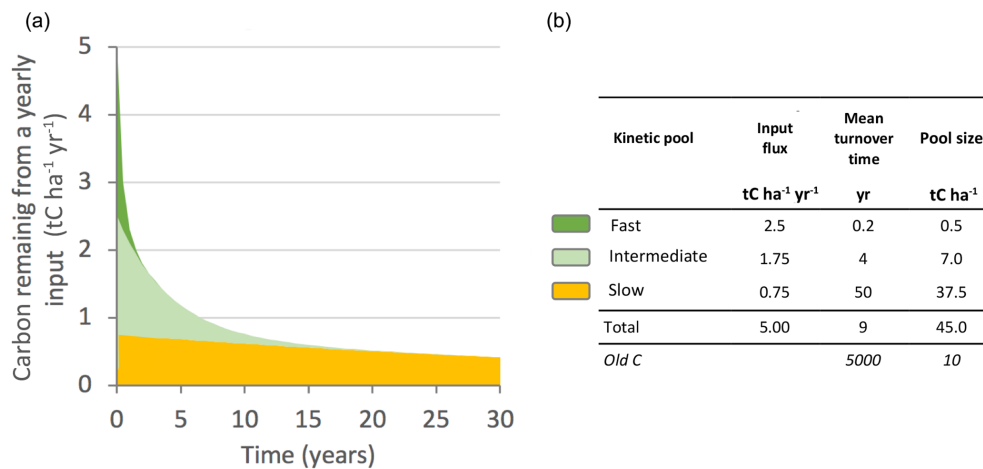 (a)
Carbon remainig from a yearly
input (tC ha⁻¹ yr⁻¹)
5
4
3
2
1
0
0 5 10 15 20 25 30
Time (years)
(b)
Kinetic pool Input flux Mean turnover time Pool size
tC ha⁻¹ yr⁻¹ yr tC ha⁻¹
Fast 2.5 0.2 0.5
Intermediate 1.75 4 7.0
Slow 0.75 50 37.5
Total 5.00 9 45.0
Old C 5000 10